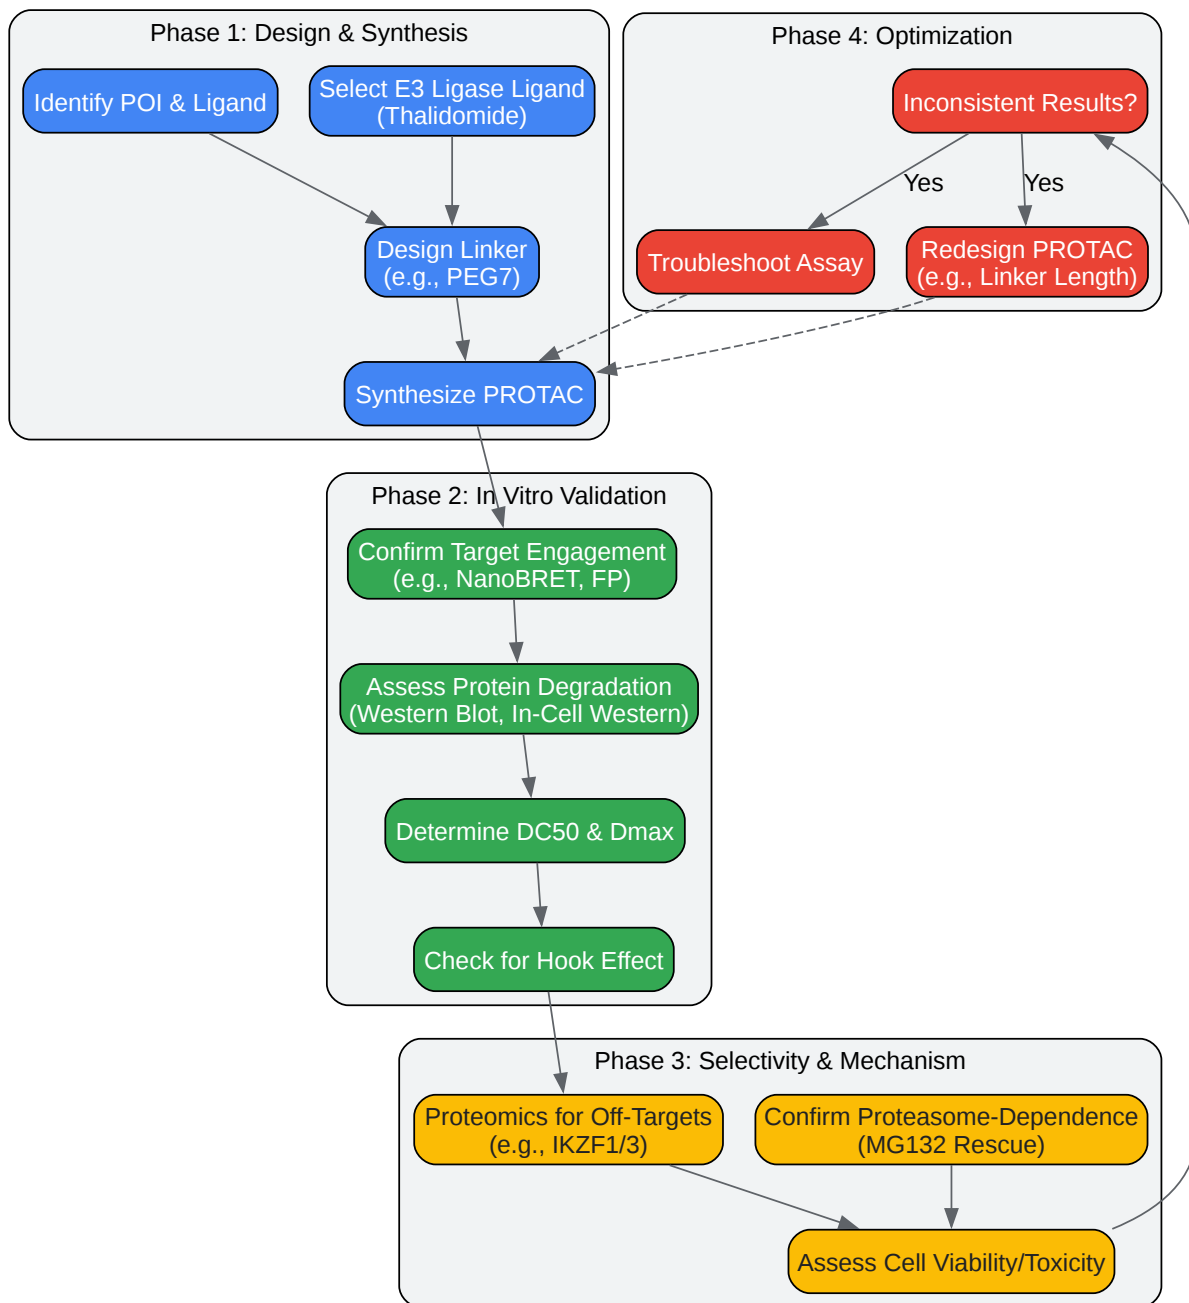 Phase 1: Design & Synthesis
Identify POI & Ligand
Select E3 Ligase Ligand
(Thalidomide)
Design Linker
(e.g., PEG7)
Synthesize PROTAC
Phase 4: Optimization
Inconsistent Results?
Yes
Yes
Troubleshoot Assay
Redesign PROTAC
(e.g., Linker Length)
Phase 2: In Vitro Validation
Confirm Target Engagement
(e.g., NanoBRET, FP)
Assess Protein Degradation
(Western Blot, In-Cell Western)
Determine DC50 & Dmax
Check for Hook Effect
Phase 3: Selectivity & Mechanism
Proteomics for Off-Targets
(e.g., IKZF1/3)
Confirm Proteasome-Dependence
(MG132 Rescue)
Assess Cell Viability/Toxicity